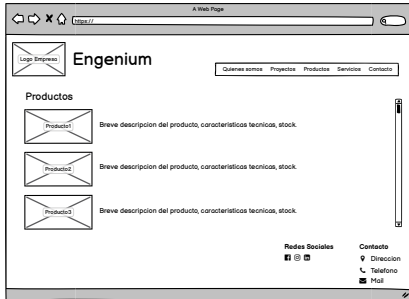 A Web Page
https://
Logo Empresa
Engenium
Quienes somos Proyectos Productos Servicios Contacto
Productos
Producto1
Breve descripcion del producto, caracteristicas tecnicas, stock.
Producto2
Breve descripcion del producto, caracteristicas tecnicas, stock.
Producto3
Breve descripcion del producto, caracteristicas tecnicas, stock.
Redes Sociales
Contacto
Direccion
Telefono
Mail